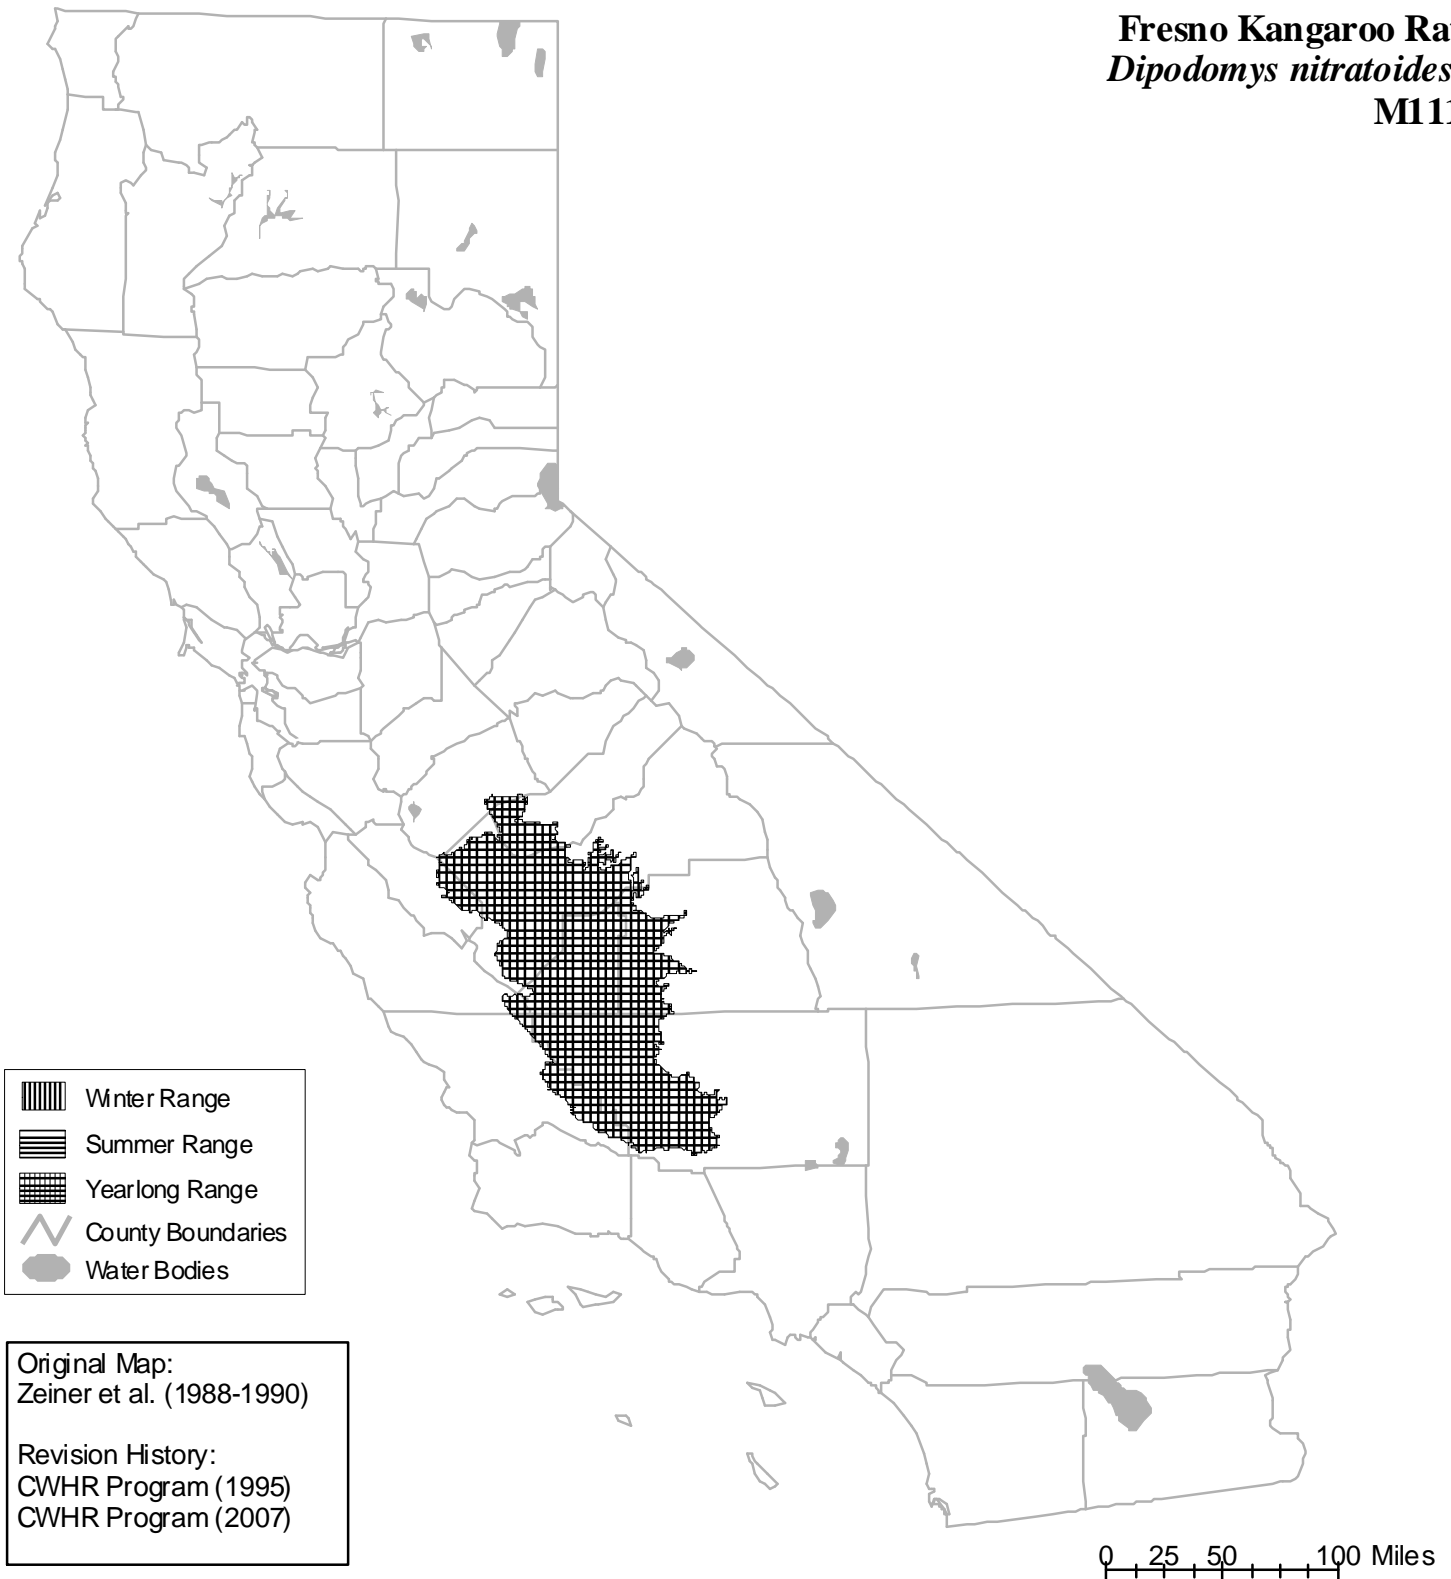 Fresno Kangaroo Rat
Dipodomys nitratoides
M111
Winter Range
Summer Range
Yearlong Range
County Boundaries
Water Bodies
Original Map:
Zeiner et al. (1988-1990)
Revision History:
CWHR Program (1995)
CWHR Program (2007)
0 25 50 100 Miles